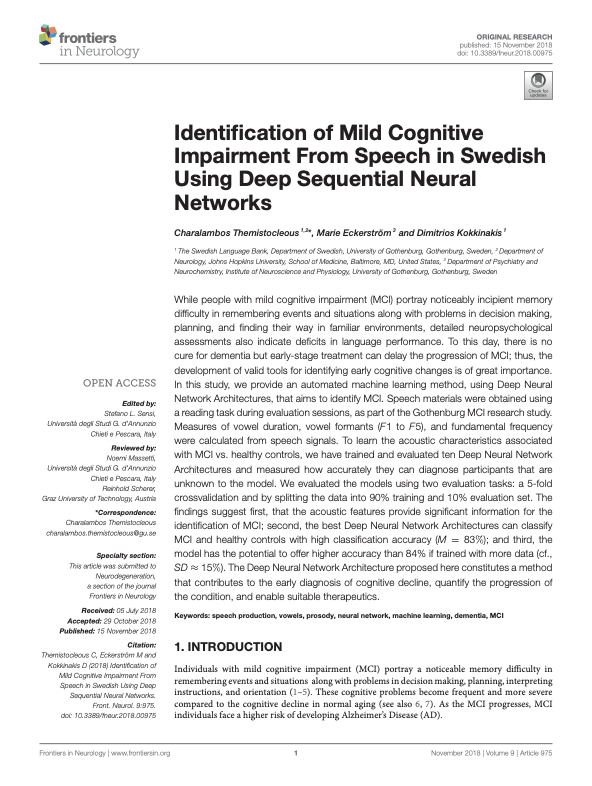 frontiers
in Neurology
ORIGINAL RESEARCH
published: 15 November 2018
doi: 10.3389/fneur.2018.00975
Check for
updates
Identification of Mild Cognitive
Impairment From Speech in Swedish
Using Deep Sequential Neural
Networks
Charalambos Themistocleous 1,2*, Marie Eckerström 3 and Dimitrios Kokkinakis 1
1 The Swedish Language Bank, Department of Swedish, University of Gothenburg, Gothenburg, Sweden, 2 Department of
Neurology, Johns Hopkins University, School of Medicine, Baltimore, MD, United States, 3 Department of Psychiatry and
Neurochemistry, Institute of Neuroscience and Physiology, University of Gothenburg, Gothenburg, Sweden
While people with mild cognitive impairment (MCI) portray noticeably incipient memory
difficulty in remembering events and situations along with problems in decision making,
planning, and finding their way in familiar environments, detailed neuropsychological
assessments also indicate deficits in language performance. To this day, there is no
cure for dementia but early-stage treatment can delay the progression of MCI; thus, the
development of valid tools for identifying early cognitive changes is of great importance.
In this study, we provide an automated machine learning method, using Deep Neural
Network Architectures, that aims to identify MCI. Speech materials were obtained using
a reading task during evaluation sessions, as part of the Gothenburg MCI research study.
Measures of vowel duration, vowel formants (F1 to F5), and fundamental frequency
were calculated from speech signals. To learn the acoustic characteristics associated
with MCI vs. healthy controls, we have trained and evaluated ten Deep Neural Network
Architectures and measured how accurately they can diagnose participants that are
unknown to the model. We evaluated the models using two evaluation tasks: a 5-fold
crossvalidation and by splitting the data into 90% training and 10% evaluation set. The
findings suggest first, that the acoustic features provide significant information for the
identification of MCI; second, the best Deep Neural Network Architectures can classify
MCI and healthy controls with high classification accuracy (M = 83%); and third, the
model has the potential to offer higher accuracy than 84% if trained with more data (cf.,
SD ≈ 15%). The Deep Neural Network Architecture proposed here constitutes a method
that contributes to the early diagnosis of cognitive decline, quantify the progression of
the condition, and enable suitable therapeutics.
Keywords: speech production, vowels, prosody, neural network, machine learning, dementia, MCI
OPEN ACCESS
Edited by:
Stefano L. Sensi,
Università degli Studi G. d'Annunzio
Chieti e Pescara, Italy
Reviewed by:
Noemi Massetti,
Università degli Studi G. d'Annunzio
Chieti e Pescara, Italy
Reinhold Scherer,
Graz University of Technology, Austria
*Correspondence:
Charalambos Themistocleous
charalambos.themistocleous@gu.se
Specialty section:
This article was submitted to
Neurodegeneration,
a section of the journal
Frontiers in Neurology
Received: 05 July 2018
Accepted: 29 October 2018
Published: 15 November 2018
Citation:
Themistocleous C, Eckerström M and
Kokkinakis D (2018) Identification of
Mild Cognitive Impairment From
Speech in Swedish Using Deep
Sequential Neural Networks.
Front. Neurol. 9:975.
doi: 10.3389/fneur.2018.00975
1. INTRODUCTION
Individuals with mild cognitive impairment (MCI) portray a noticeable memory difficulty in
remembering events and situations along with problems in decision making, planning, interpreting
instructions, and orientation (1–5). These cognitive problems become frequent and more severe
compared to the cognitive decline in normal aging (see also 6, 7). As the MCI progresses, MCI
individuals face a higher risk of developing Alzheimer's Disease (AD).
Frontiers in Neurology | www.frontiersin.org
1
November 2018 | Volume 9 | Article 975